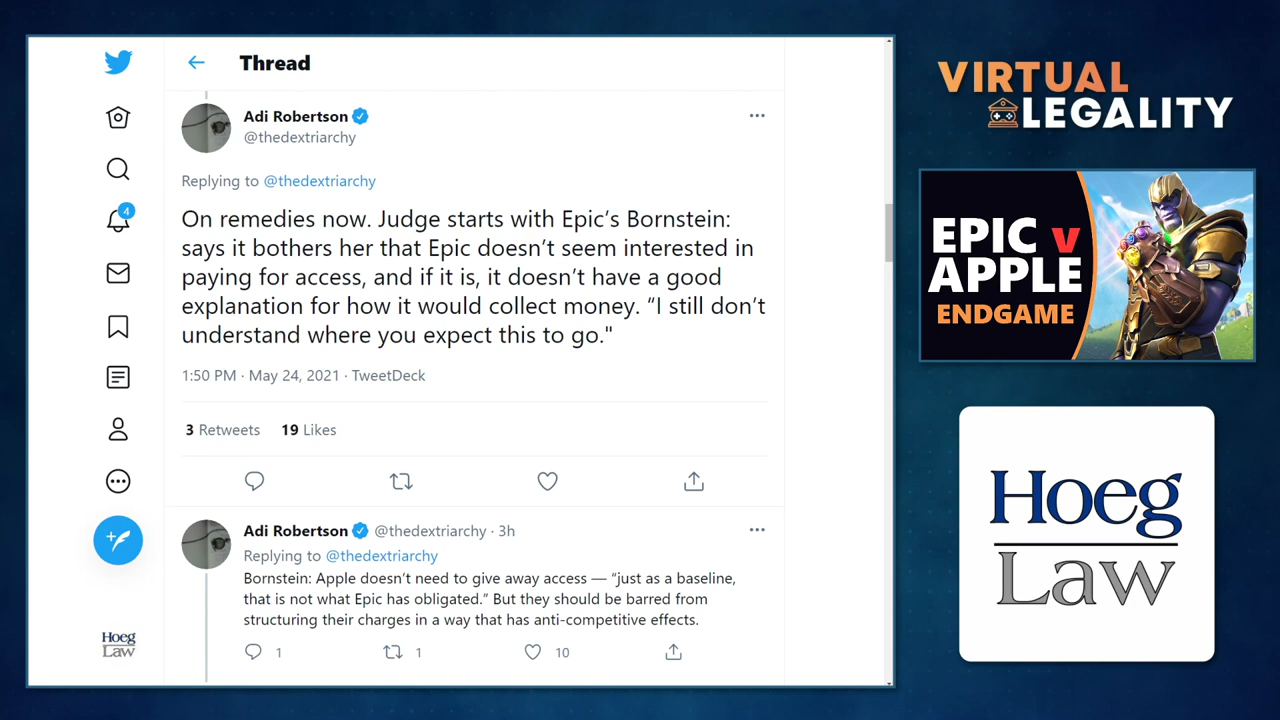 Thread
Adi Robertson
@thedextriarchy
Replying to @thedextriarchy
On remedies now. Judge starts with Epic’s Bornstein:
says it bothers her that Epic doesn’t seem interested in
paying for access, and if it is, it doesn’t have a good
explanation for how it would collect money. “I still don’t
understand where you expect this to go."
1:50 PM · May 24, 2021 · TweetDeck
3 Retweets 19 Likes
Adi Robertson @thedextriarchy · 3h
Replying to @thedextriarchy
Bornstein: Apple doesn’t need to give away access — “just as a baseline,
that is not what Epic has obligated.” But they should be barred from
structuring their charges in a way that has anti-competitive effects.
1 1 10
4
Hoeg
Law
VIRTUAL
LEGALITY
EPIC v
APPLE
ENDGAME
Hoeg
Law